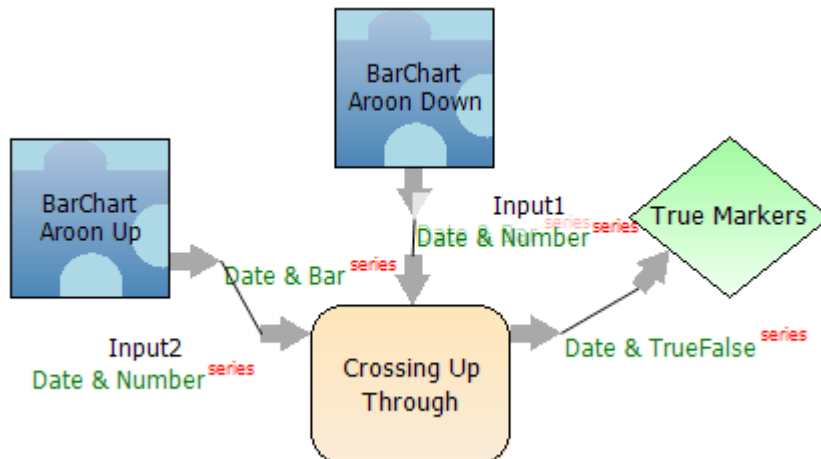 BarChart
Aroon Down
BarChart
Aroon Up
Input1
Date & Number series
True Markers
Date & Bar series
Input2
Date & Number series
Crossing Up
Through
Date & TrueFalse series